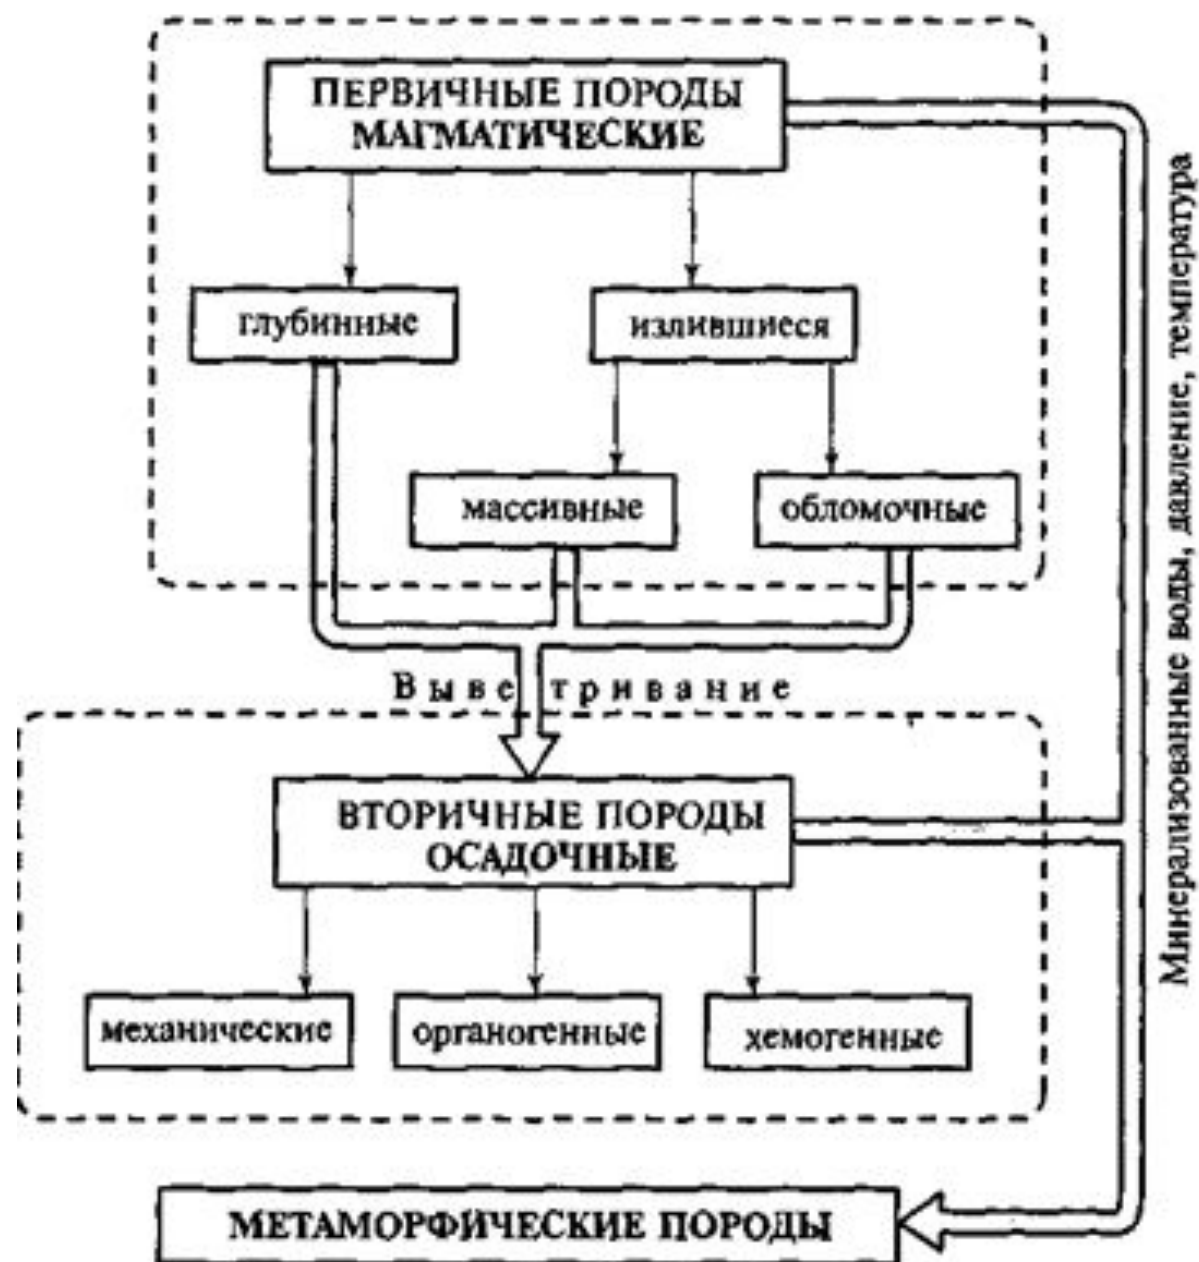 ПЕРВИЧНЫЕ ПОРОДЫ
МАГМАТИЧЕСКИЕ
глубинные
излившиеся
массивные
обломочные
Выветривание
ВТОРИЧНЫЕ ПОРОДЫ
ОСАДОЧНЫЕ
механические
органогенные
хемогенные
МЕТАМОРФИЧЕСКИЕ ПОРОДЫ
Минерализованные воды, давление, температура